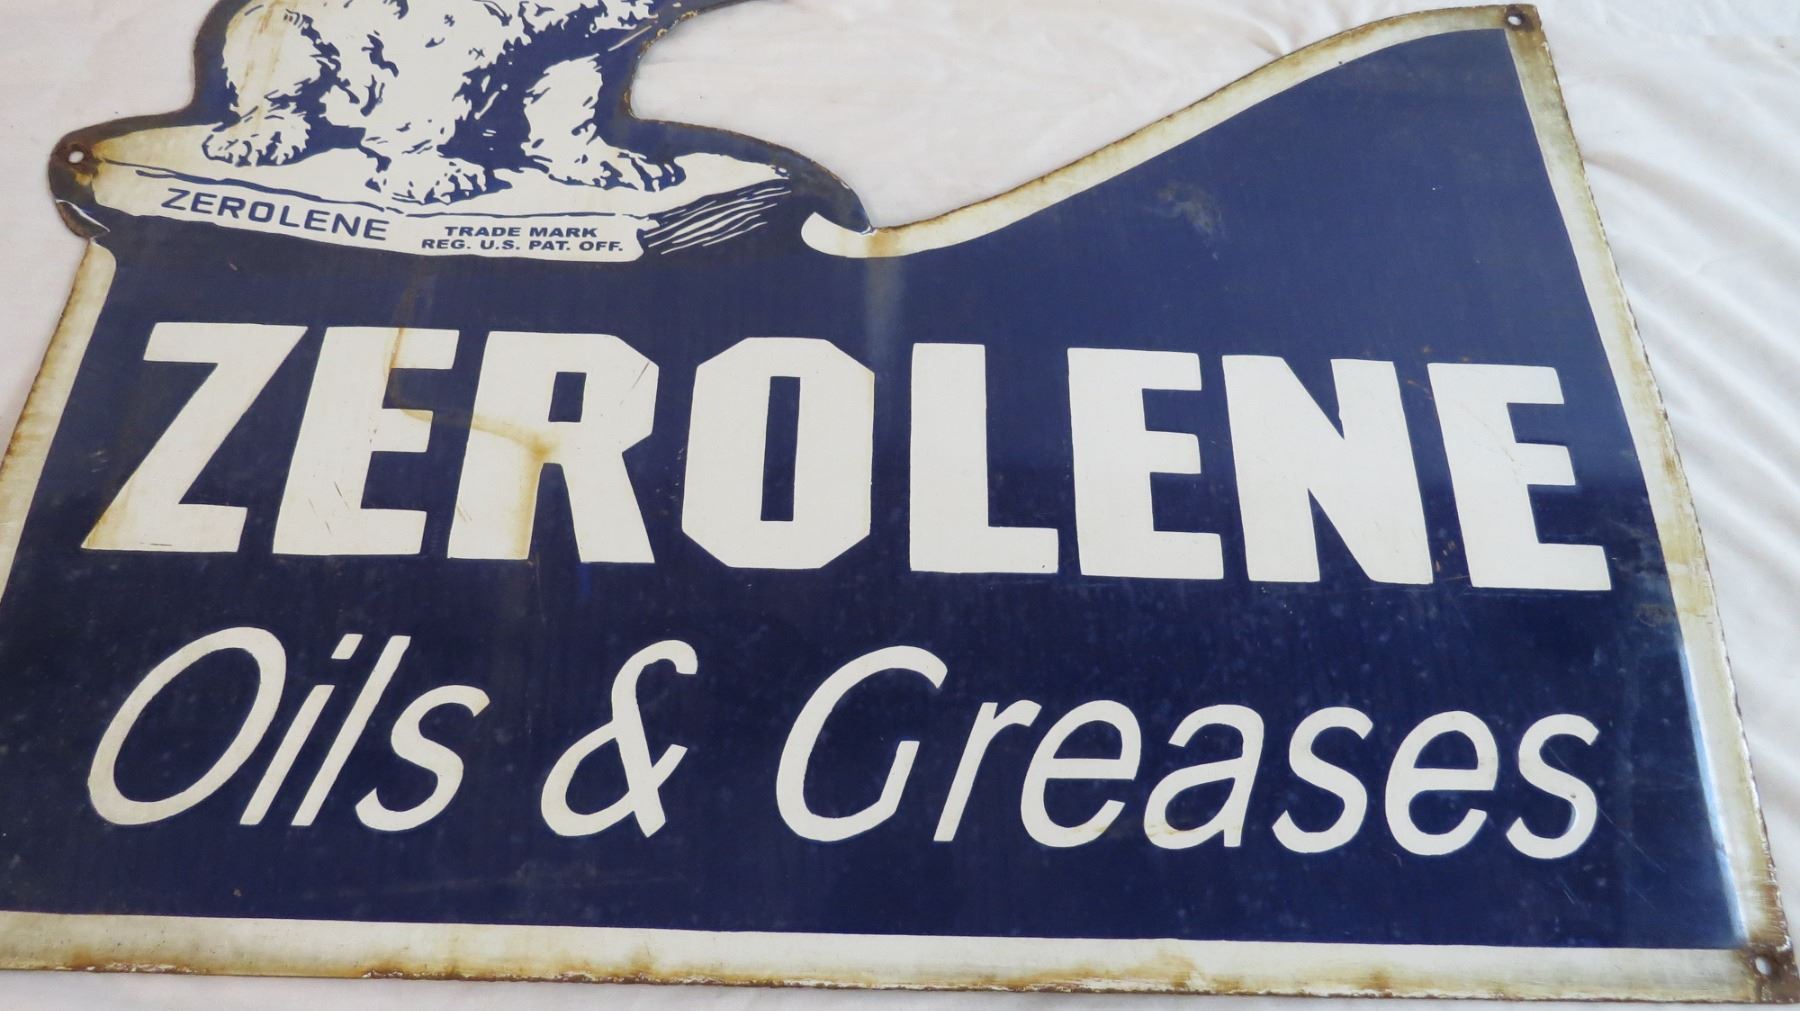 ZEROLENE
TRADE MARK
REG. U.S. PAT. OFF.
ZEROLENE
Oils & Greases